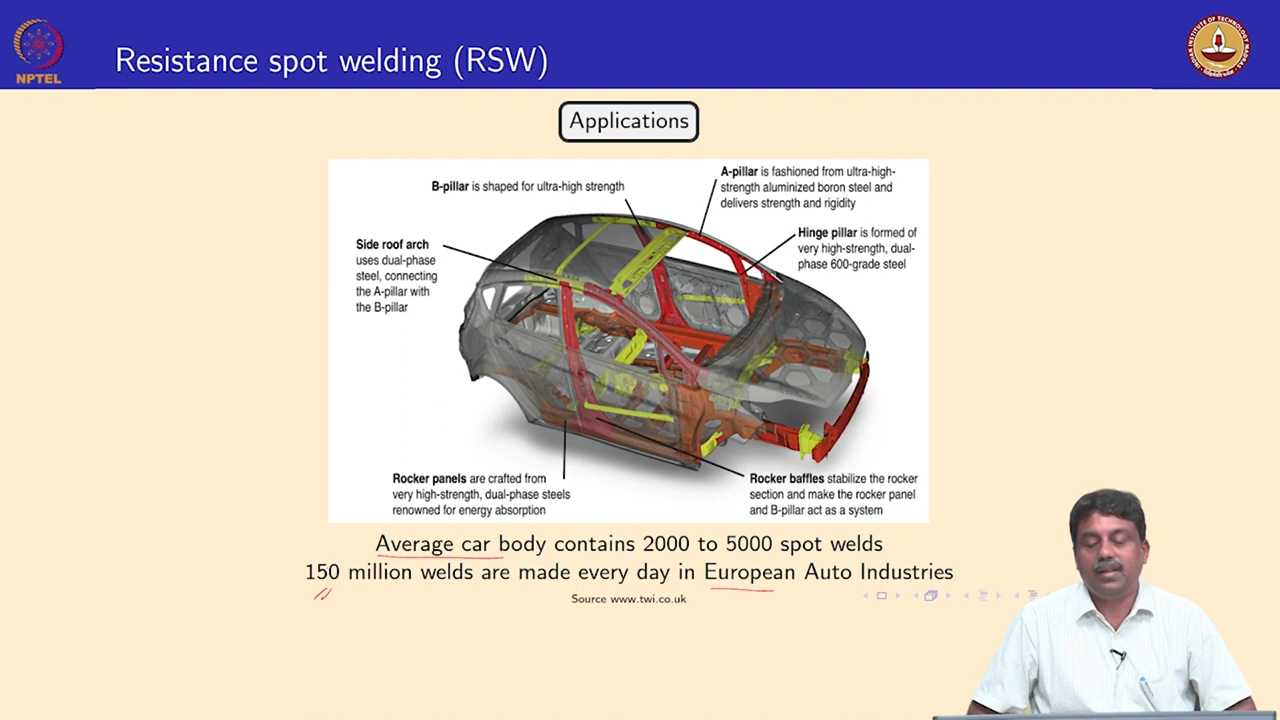 Resistance spot welding (RSW)
NPTEL
INDIAN INSTITUTE OF TECHNOLOGY MADRAS
Applications
B-pillar is shaped for ultra-high strength
A-pillar is fashioned from ultra-high-
strength aluminized boron steel and
delivers strength and rigidity
Side roof arch
uses dual-phase
steel, connecting
the A-pillar with
the B-pillar
Hinge pillar is formed of
very high-strength, dual-
phase 600-grade steel
Rocker panels are crafted from
very high-strength, dual-phase steels
renowned for energy absorption
Rocker baffles stabilize the rocker
section and make the rocker panel
and B-pillar act as a system
Average car body contains 2000 to 5000 spot welds
150 million welds are made every day in European Auto Industries
Source www.twi.co.uk